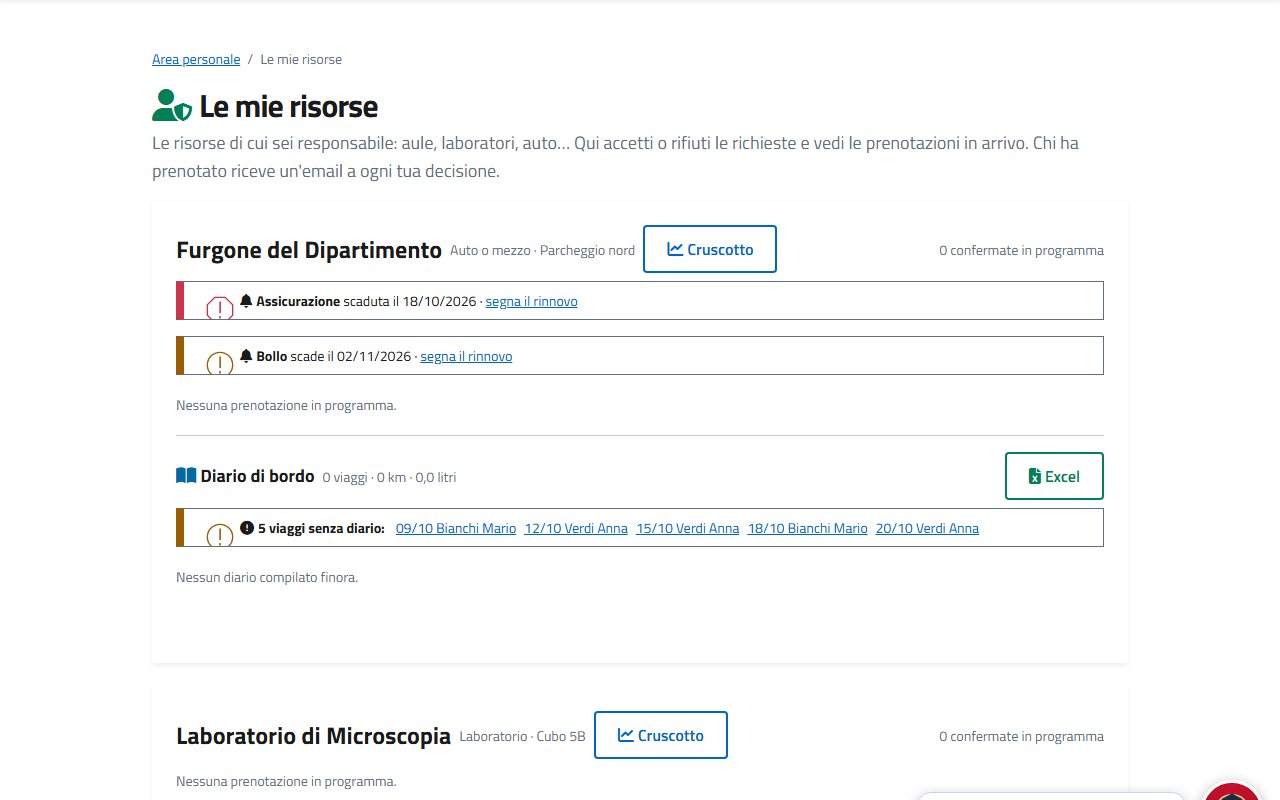 Area personale / Le mie risorse
Le mie risorse
Le risorse di cui sei responsabile: aule, laboratori, auto... Qui accetti o rifiuti le richieste e vedi le prenotazioni in arrivo. Chi ha
prenotato riceve un'email a ogni tua decisione.
Furgone del Dipartimento Auto o mezzo · Parcheggio nord Cruscotto 0 confermate in programma
Assicurazione scaduta il 18/10/2026 · segna il rinnovo
Bollo scade il 02/11/2026 · segna il rinnovo
Nessuna prenotazione in programma.
Diario di bordo 0 viaggi · 0 km · 0,0 litri Excel
5 viaggi senza diario: 09/10 Bianchi Mario 12/10 Verdi Anna 15/10 Verdi Anna 18/10 Bianchi Mario 20/10 Verdi Anna
Nessun diario compilato finora.
Laboratorio di Microscopia Laboratorio · Cubo 5B Cruscotto 0 confermate in programma
Nessuna prenotazione in programma.